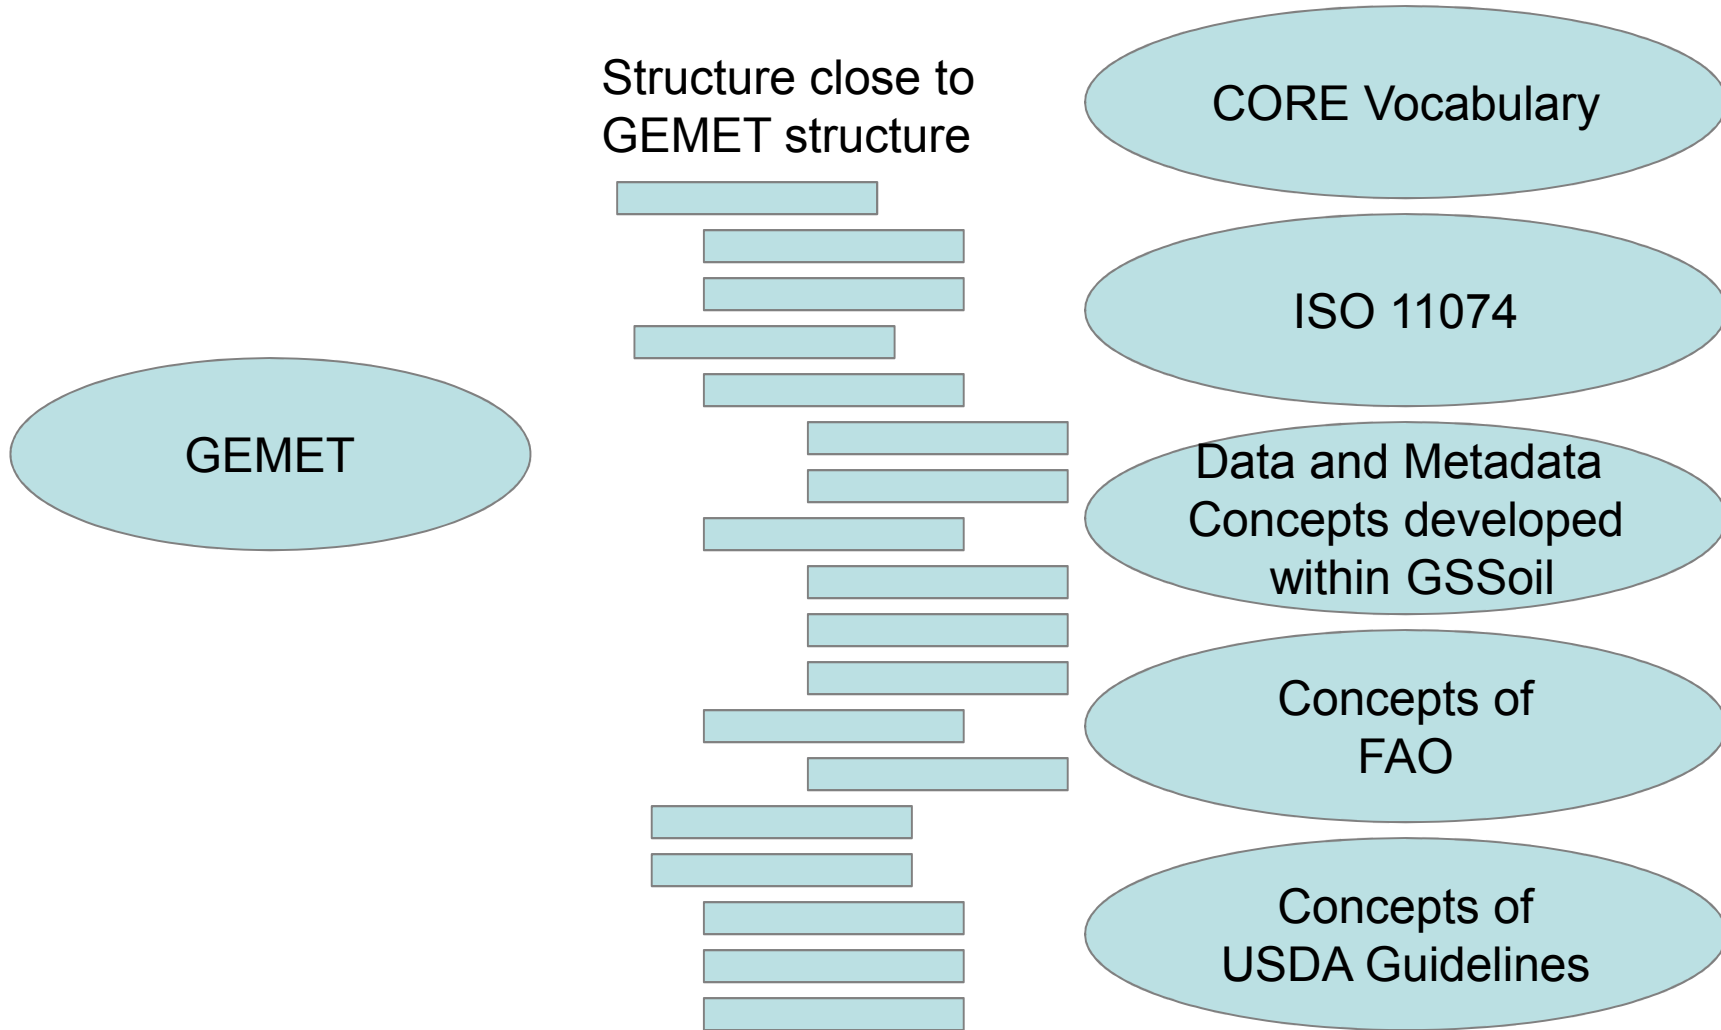 Structure close to
GEMET structure
GEMET
CORE Vocabulary
ISO 11074
Data and Metadata
Concepts developed
within GSSoil
Concepts of
FAO
Concepts of
USDA Guidelines